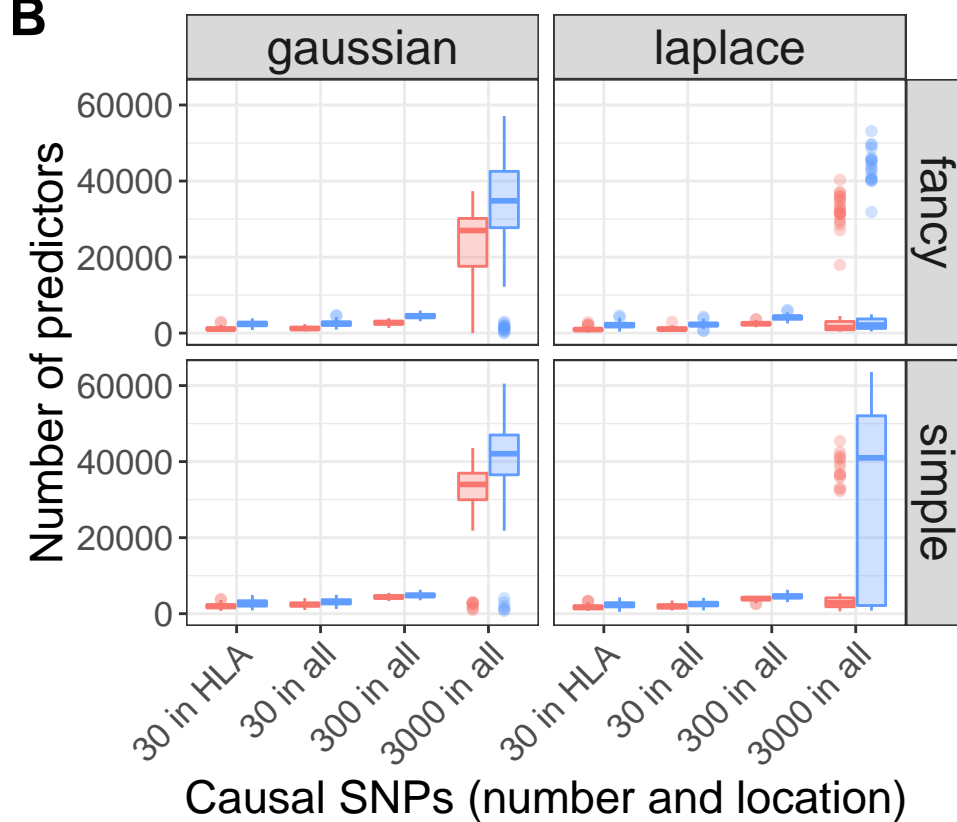 B
gaussian laplace
Number of predictors
60000
40000
20000
0
fancy
60000
40000
20000
0
simple
30 in HLA
30 in all
300 in all
3000 in all
30 in HLA
30 in all
300 in all
3000 in all
Causal SNPs (number and location)